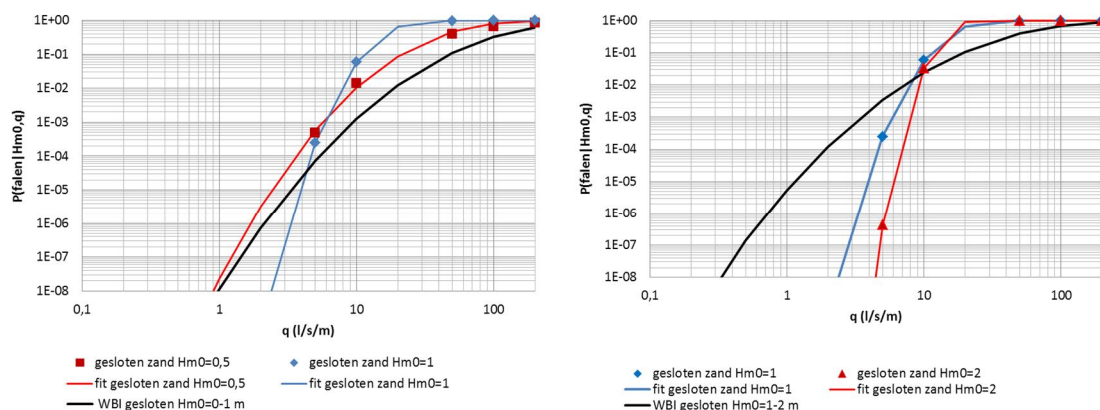 P(falen|Hm0,q)
1E+00
1E-01
1E-02
1E-03
1E-04
1E-05
1E-06
1E-07
1E-08
0,1 1 10 100
q (l/s/m)
gesloten zand Hm0=0,5 gesloten zand Hm0=1
fit gesloten zand Hm0=0,5 fit gesloten zand Hm0=1
WBI gesloten Hm0=0-1 m
P(falen|Hm0,q)
1E+00
1E-01
1E-02
1E-03
1E-04
1E-05
1E-06
1E-07
1E-08
0,1 1 10 100
q (l/s/m)
gesloten zand Hm0=1 gesloten zand Hm0=2
fit gesloten zand Hm0=1 fit gesloten zand Hm0=2
WBI gesloten Hm0=1-2 m